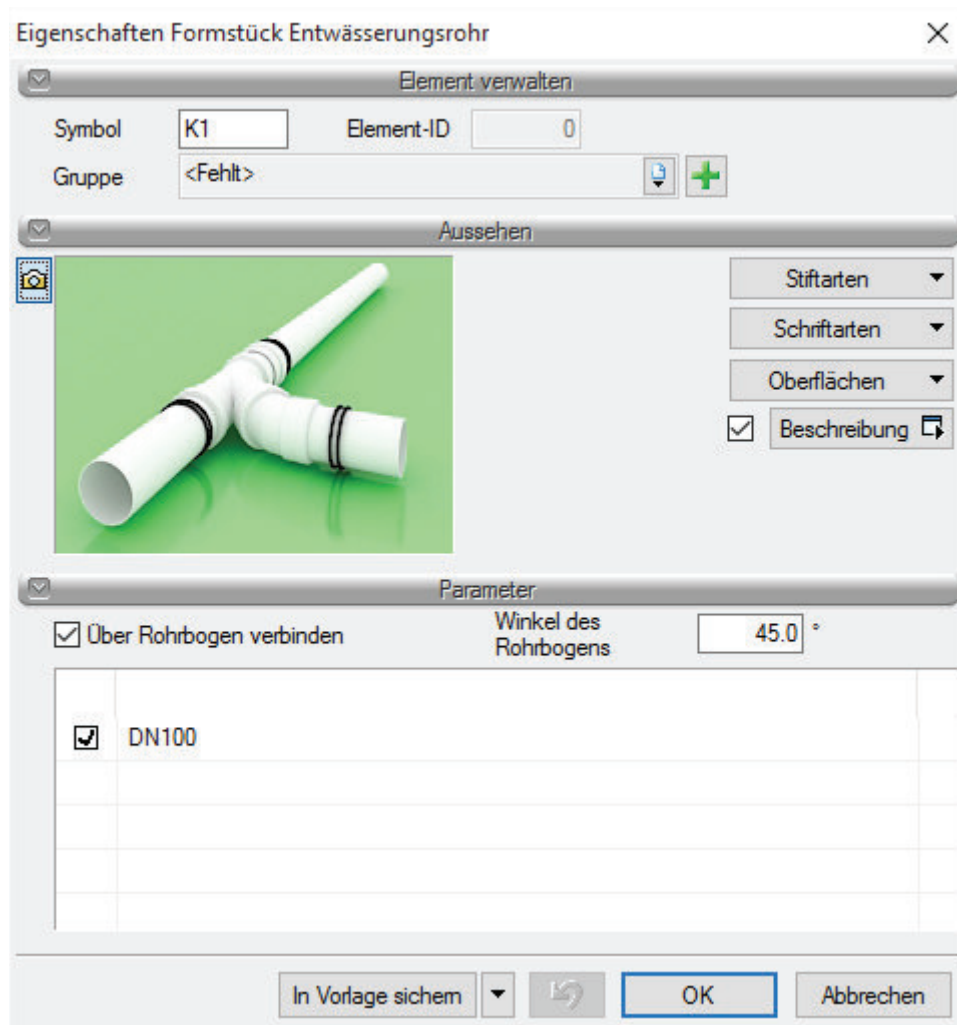 Eigenschaften Formstück Entwässerungsrohr
Element verwalten
Symbol K1 Element-ID 0
Gruppe <Fehlt>
Aussehen
Stiftarten
Schriftarten
Oberflächen
Beschreibung
Parameter
Über Rohrbogen verbinden Winkel des Rohrbogens 45.0 °
DN100
In Vorlage sichern OK Abbrechen